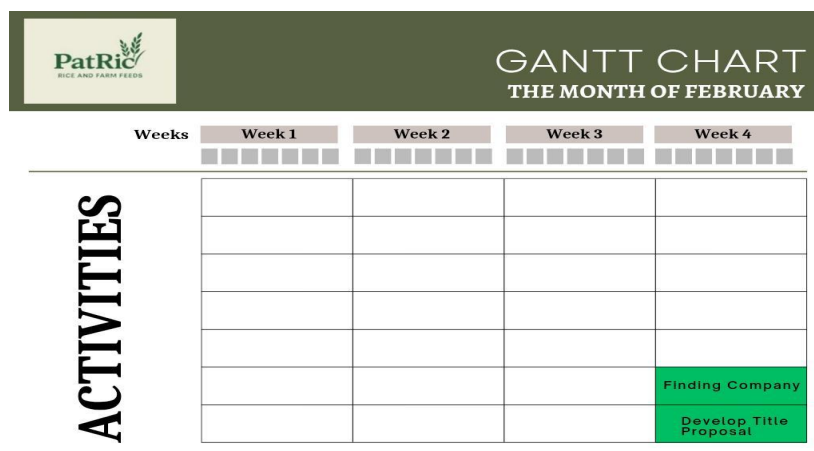 PatRic
RICE AND FARM FEEDS
GANTT CHART
THE MONTH OF FEBRUARY
Weeks
Week 1
Week 2
Week 3
Week 4
ACTIVITIES
Finding Company
Develop Title
Proposal